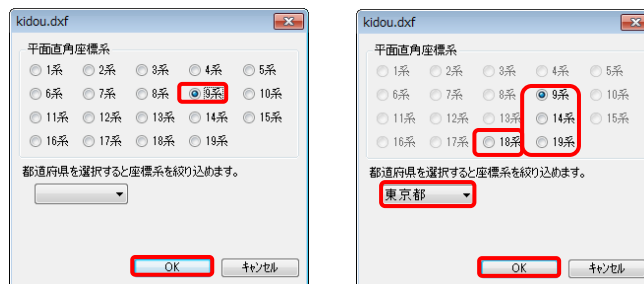 kidou.dxf
平面直角座標系
1系 2系 3系 4系 5系
6系 7系 8系 9系 10系
11系 12系 13系 14系 15系
16系 17系 18系 19系
都道府県を選択すると座標系を絞り込めます。
OK キャンセル
kidou.dxf
平面直角座標系
1系 2系 3系 4系 5系
6系 7系 8系 9系 10系
11系 12系 13系 14系 15系
16系 17系 18系 19系
都道府県を選択すると座標系を絞り込めます。
東京都
OK キャンセル